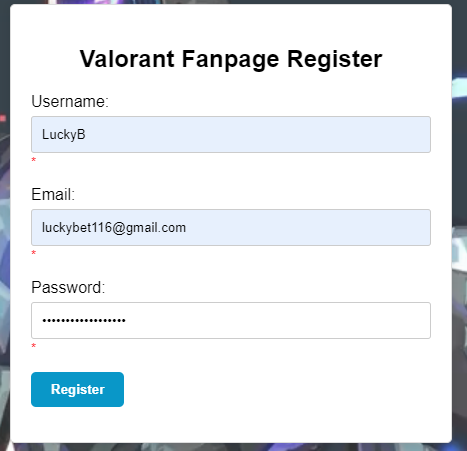 Valorant Fanpage Register
Username:
LuckyB
*
Email:
luckybet116@gmail.com
*
Password:
••••••••••••••••••
*
Register